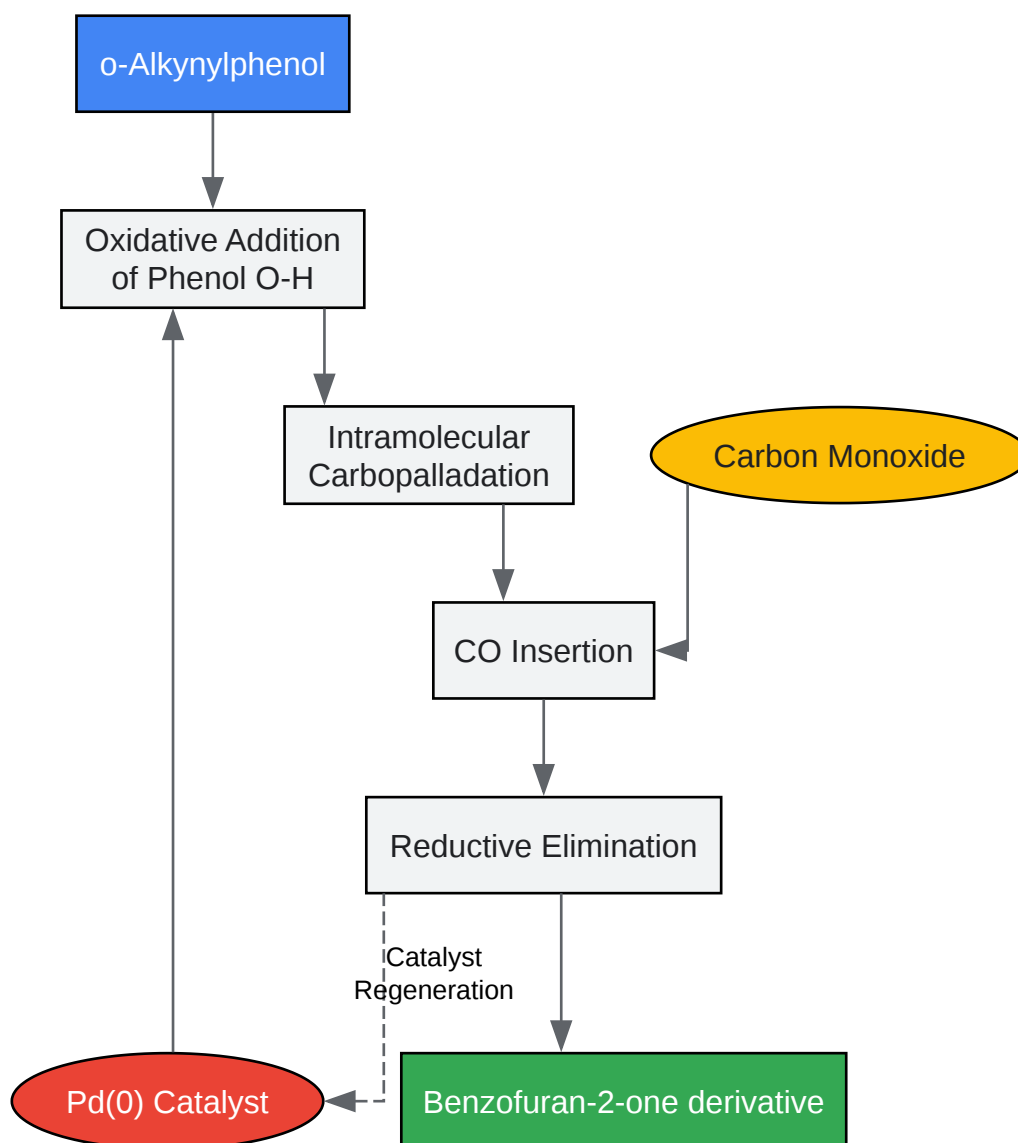 o-Alkynylphenol
Oxidative Addition
of Phenol O-H
Intramolecular
Carbopalladation
Carbon Monoxide
CO Insertion
Reductive Elimination
Catalyst
Regeneration
Pd(0) Catalyst
Benzofuran-2-one derivative